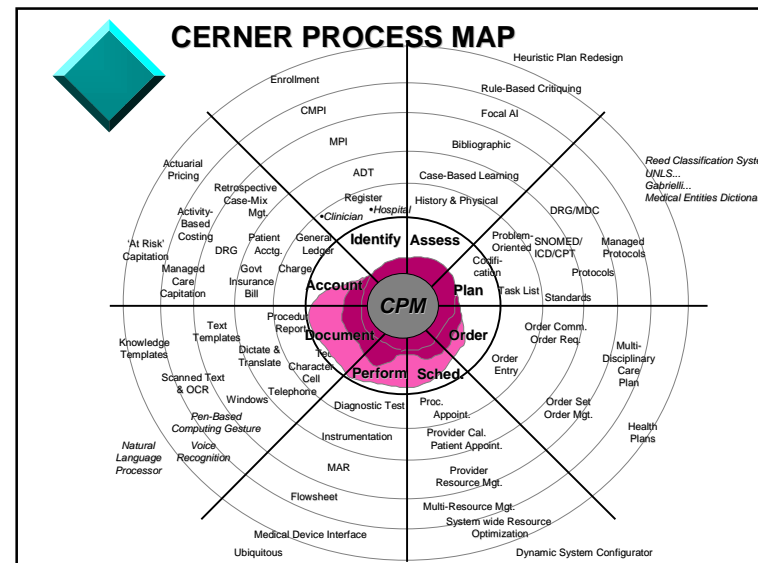 CERNER PROCESS MAP
Heuristic Plan Redesign
Enrollment
Rule-Based Critiquing
CMPI
Focal AI
MPI
Bibliographic
Actuarial
Pricing
ADT
Case-Based Learning
Reed Classification Syste
UNLS...
Gabrielli...
Medical Entities Dictionar
Retrospective
Case-Mix
Mgt.
Register
•Clinician
•Hospital
History & Physical
Activity-
Based
Costing
DRG/MDC
'At Risk'
Capitation
DRG
Patient
Acctg.
General
Ledger
Identify
Assess
Problem-
Oriented
SNOMED/
ICD/CPT
Managed
Protocols
Managed
Care
Capitation
Govt
Insurance
Bill
Charge
Account
Codifi-
cation
Protocols
CPM
Plan
Task List
Standards
Knowledge
Templates
Text
Templates
Procedu
Report
Document
Order
Order Comm.
Order Req.
Multi-
Disciplinary
Care
Plan
Dictate &
Translate
Character
Cell
Telephone
Perform
Sched.
Order
Entry
Scanned Text
& OCR
Windows
Diagnostic Test
Proc.
Appoint.
Order Set
Order Mgt.
Pen-Based
Computing Gesture
Natural
Language
Processor
Voice
Recognition
Instrumentation
Provider Cal.
Patient Appoint.
Health
Plans
MAR
Provider
Resource Mgt.
Flowsheet
Multi-Resource Mgt.
System wide Resource
Optimization
Medical Device Interface
Ubiquitous
Dynamic System Configurator